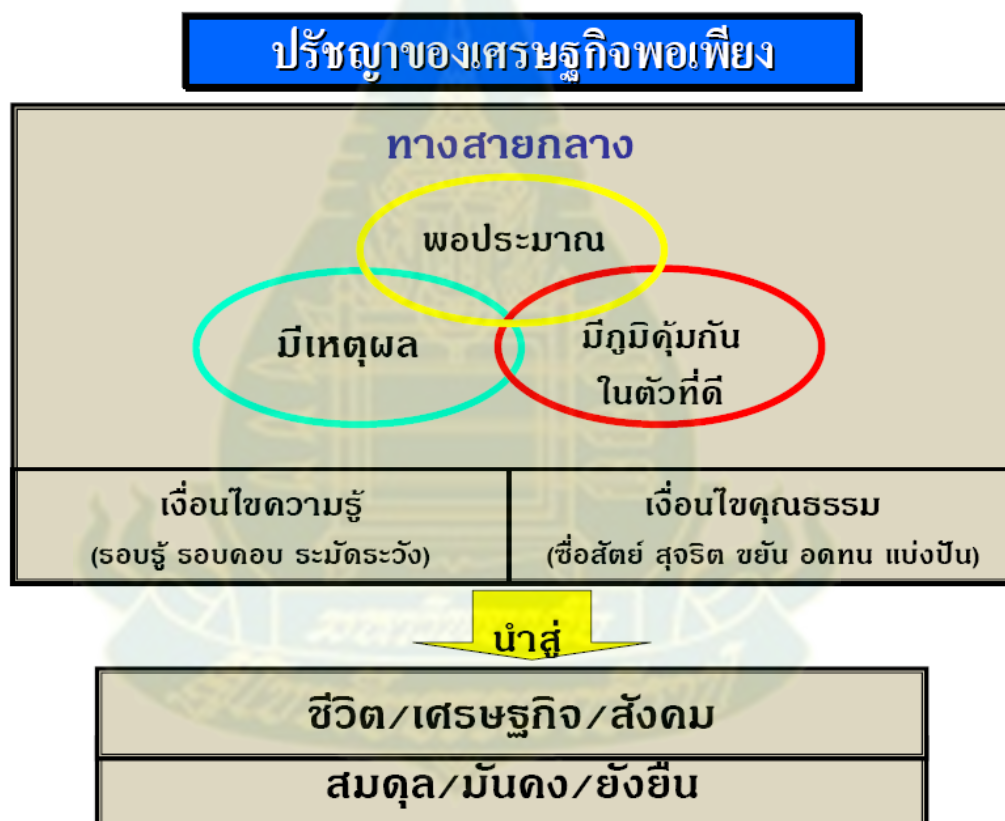 ปรัชญาของเศรษฐกิจพอเพียง
ทางสายกลาง
พอประมาณ
มีเหตุผล
มีภูมิคุ้มกัน
ในตัวที่ดี
เงื่อนไขความรู้
(รอบรู้ รอบคอบ ระมัดระวัง)
เงื่อนไขคุณธรรม
(ซื่อสัตย์ สุจริต ขยัน อดทน แบ่งปัน)
นำสู่
ชีวิต/เศรษฐกิจ/สังคม
สมดุล/มั่นคง/ยั่งยืน